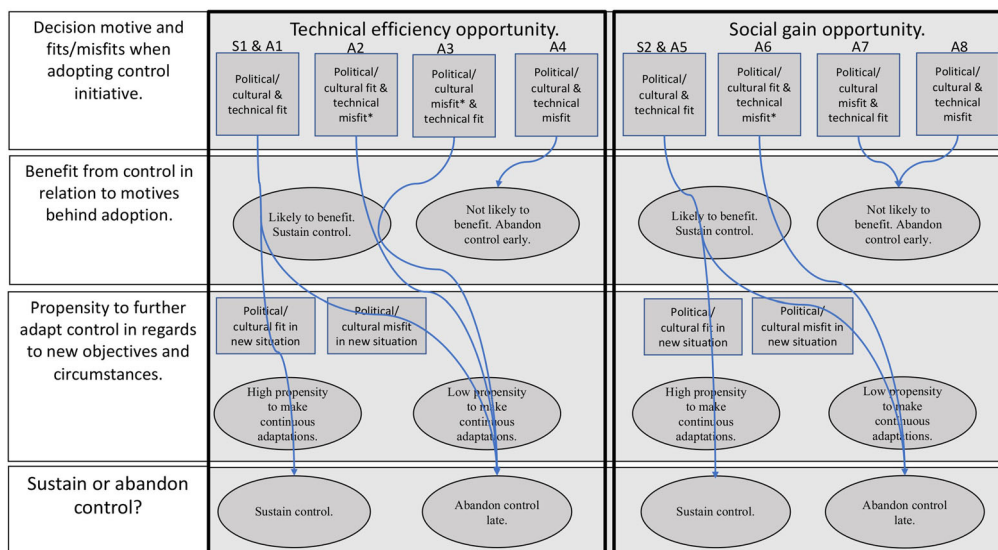 Decision motive and
fits/misfits when
adopting control
initiative.
Technical efficiency opportunity.
S1 & A1
A2
A3
A4
Political/
cultural &
technical fit
Political/
cultural fit &
technical
misfit*
Political/
cultural
misfit* &
technical fit
Political/
cultural &
technical
misfit
Social gain opportunity.
S2 & A5
A6
A7
A8
Political/
cultural &
technical fit
Political/
cultural fit &
technical
misfit*
Political/
cultural
misfit &
technical fit
Political/
cultural &
technical
misfit
Benefit from control in
relation to motives
behind adoption.
Likely to benefit.
Sustain control.
Not likely to
benefit. Abandon
control early.
Likely to benefit.
Sustain control.
Not likely to
benefit. Abandon
control early.
Propensity to further
adapt control in regards
to new objectives and
circumstances.
Political/
cultural fit in
new situation
Political/
cultural misfit
in new situation
Political/
cultural fit in
new situation
Political/
cultural misfit in
new situation
High propensity
to make
continuous
adaptations.
Low propensity
to make
continuous
adaptations.
High propensity
to make
continuous
adaptations.
Low propensity
to make
continuous
adaptations.
Sustain or abandon
control?
Sustain control.
Abandon control
late.
Sustain control.
Abandon control
late.